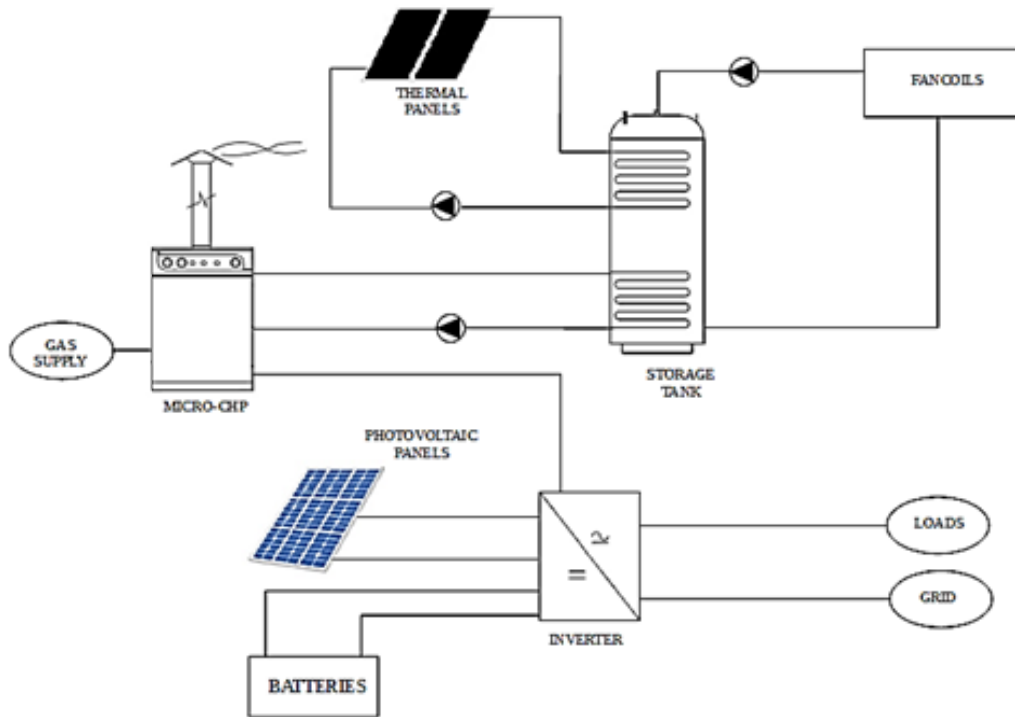 THERMAL
PANELS
FANCOILS
GAS
SUPPLY
MICRO-CHP
STORAGE
TANK
PHOTOVOLTAIC
PANELS
LOADS
GRID
INVERTER
BATTERIES